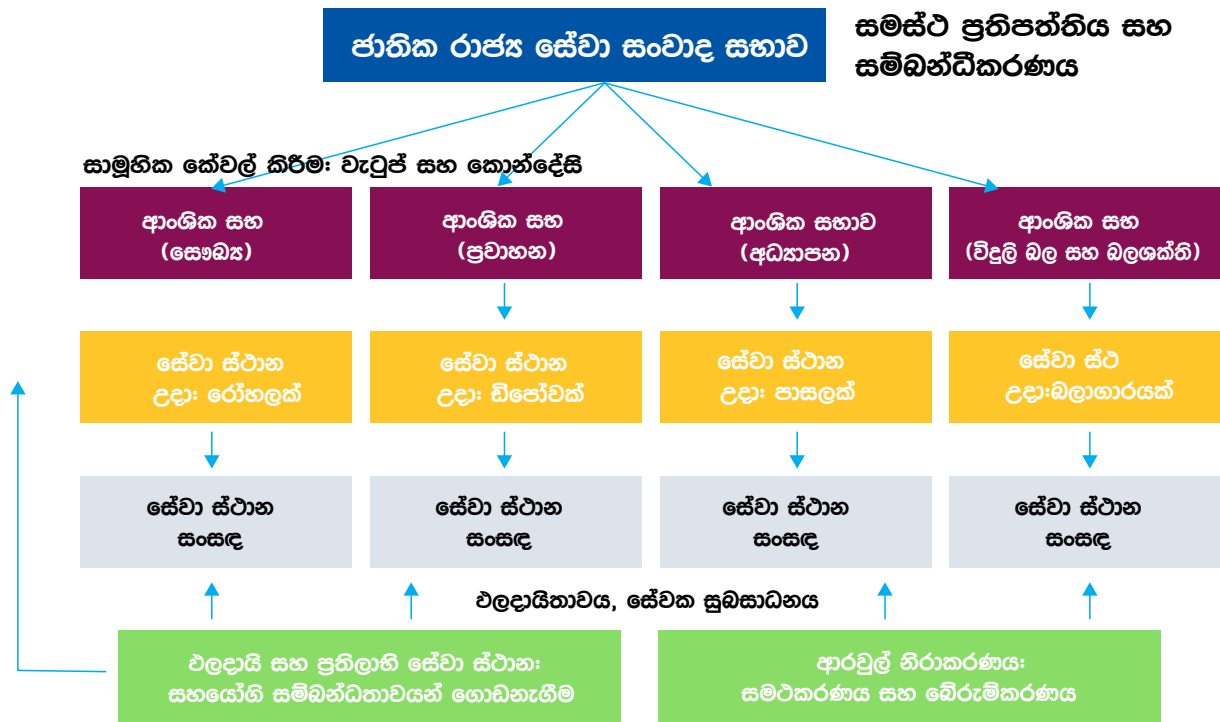 ජාතික රාජ්‍ය සේවා සංවාද සභාව
සමස්ථ ප්‍රතිපත්තිය සහ
සම්බන්ධීකරණය
සාමූහික කේවල් කිරීම: වැටුප් සහ කොන්දේසි
ආංශික සභ
(සෞඛ්‍ය)
ආංශික සභ
(ප්‍රවාහන)
ආංශික සභාව
(අධ්‍යාපන)
ආංශික සභ
(විදුලි බල සහ බලශක්ති)
සේවා ස්ථාන
උදා: රෝහලක්
සේවා ස්ථාන
උදා: ඩිපෝවක්
සේවා ස්ථාන
උදා: පාසලක්
සේවා ස්ථ
උදා:බලාගාරයක්
සේවා ස්ථාන
සංසඳ
සේවා ස්ථාන
සංසඳ
සේවා ස්ථාන
සංසඳ
සේවා ස්ථාන
සංසඳ
ඵලදායිතාවය, සේවක සුබසාධනය
ඵලදායි සහ ප්‍රතිලාභි සේවා ස්ථාන:
සහයෝගි සම්බන්ධතාවයන් ගොඩනැගීම
ආරවුල් නිරාකරණය:
සමථකරණය සහ බේරුම්කරණය